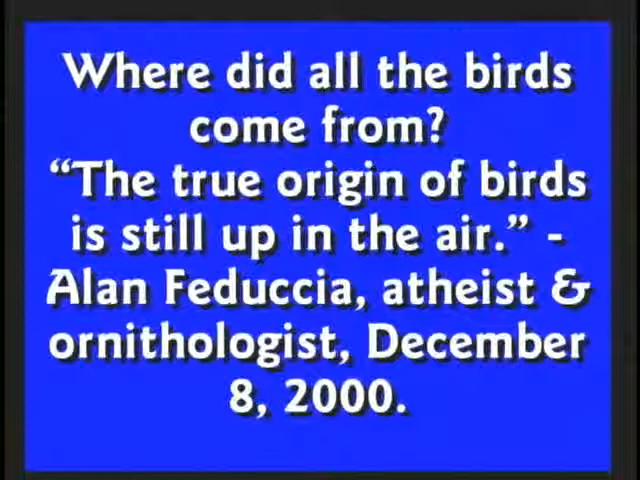 Where did all the birds
come from?
“The true origin of birds
is still up in the air.” -
Alan Feduccia, atheist &
ornithologist, December
8, 2000.